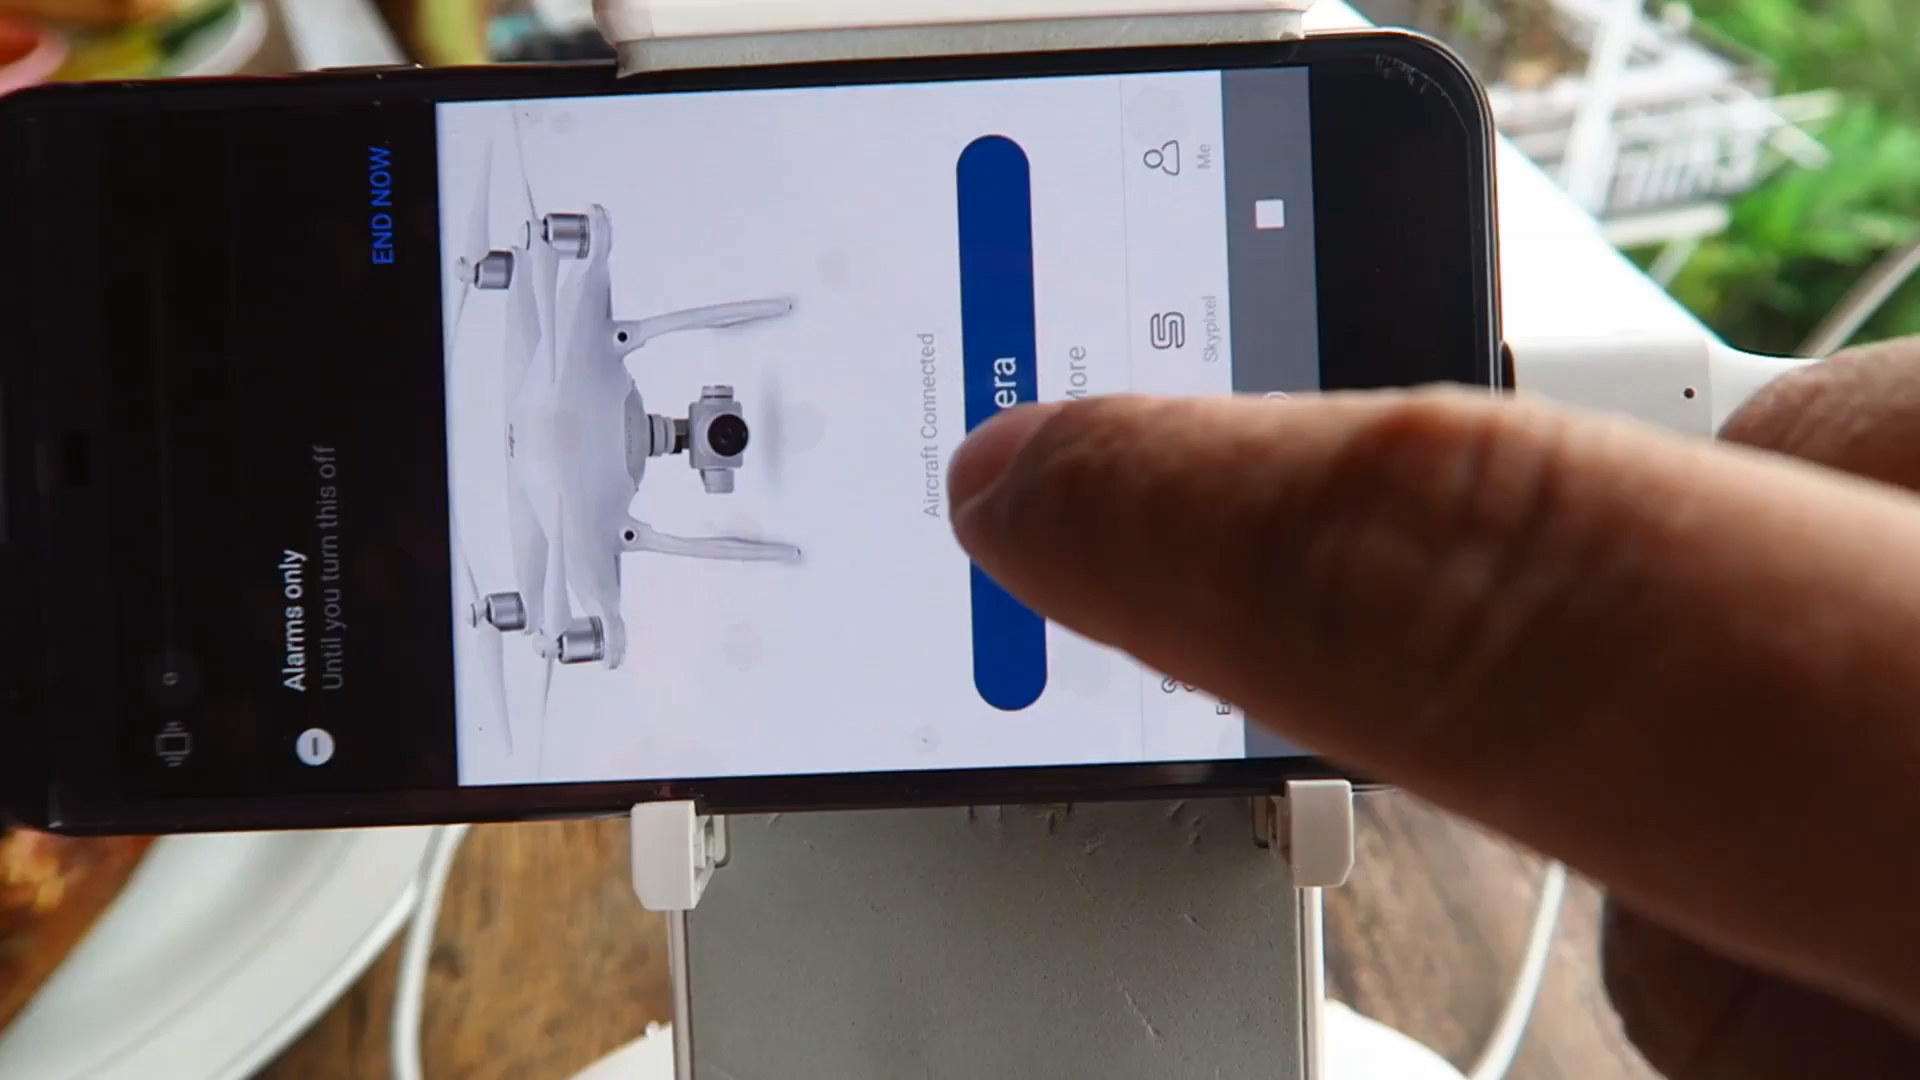 Alarms only
Until you turn this off
END NOW
Aircraft Connected
era
More
Skypixel
Me